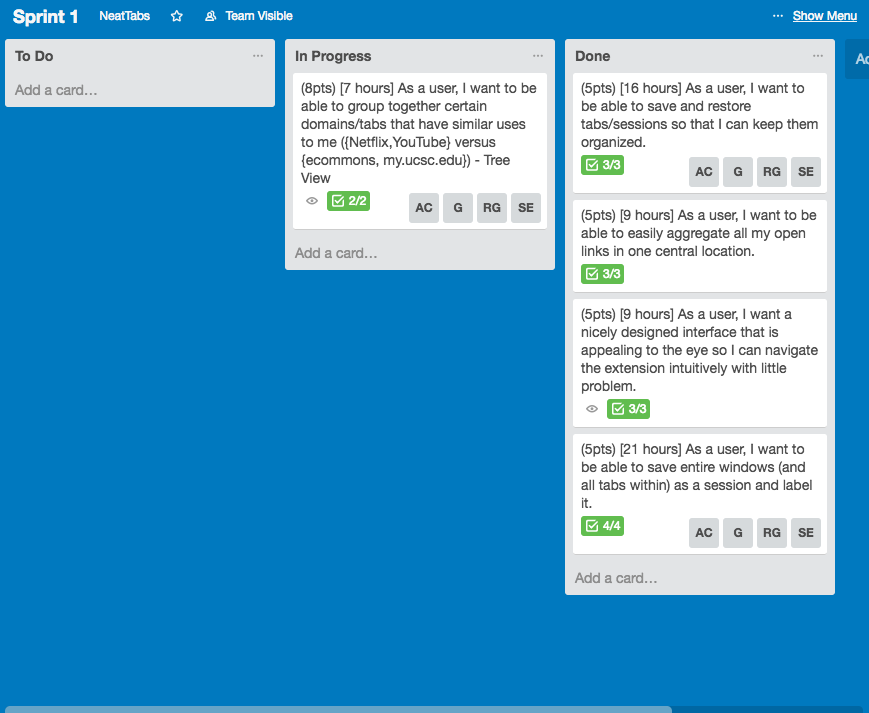 Sprint 1 NeatTabs Team Visible ... Show Menu
To Do ...
Add a card...
In Progress ...
(8pts) [7 hours] As a user, I want to be
able to group together certain
domains/tabs that have similar uses
to me ({Netflix,YouTube} versus
{ecommons, my.ucsc.edu}) - Tree
View
2/2 AC G RG SE
Add a card...
Done ...
(5pts) [16 hours] As a user, I want to
be able to save and restore
tabs/sessions so that I can keep them
organized.
3/3 AC G RG SE
(5pts) [9 hours] As a user, I want to be
able to easily aggregate all my open
links in one central location.
3/3
(5pts) [9 hours] As a user, I want a
nicely designed interface that is
appealing to the eye so I can navigate
the extension intuitively with little
problem.
3/3
(5pts) [21 hours] As a user, I want to
be able to save entire windows (and
all tabs within) as a session and label
it.
4/4 AC G RG SE
Add a card...